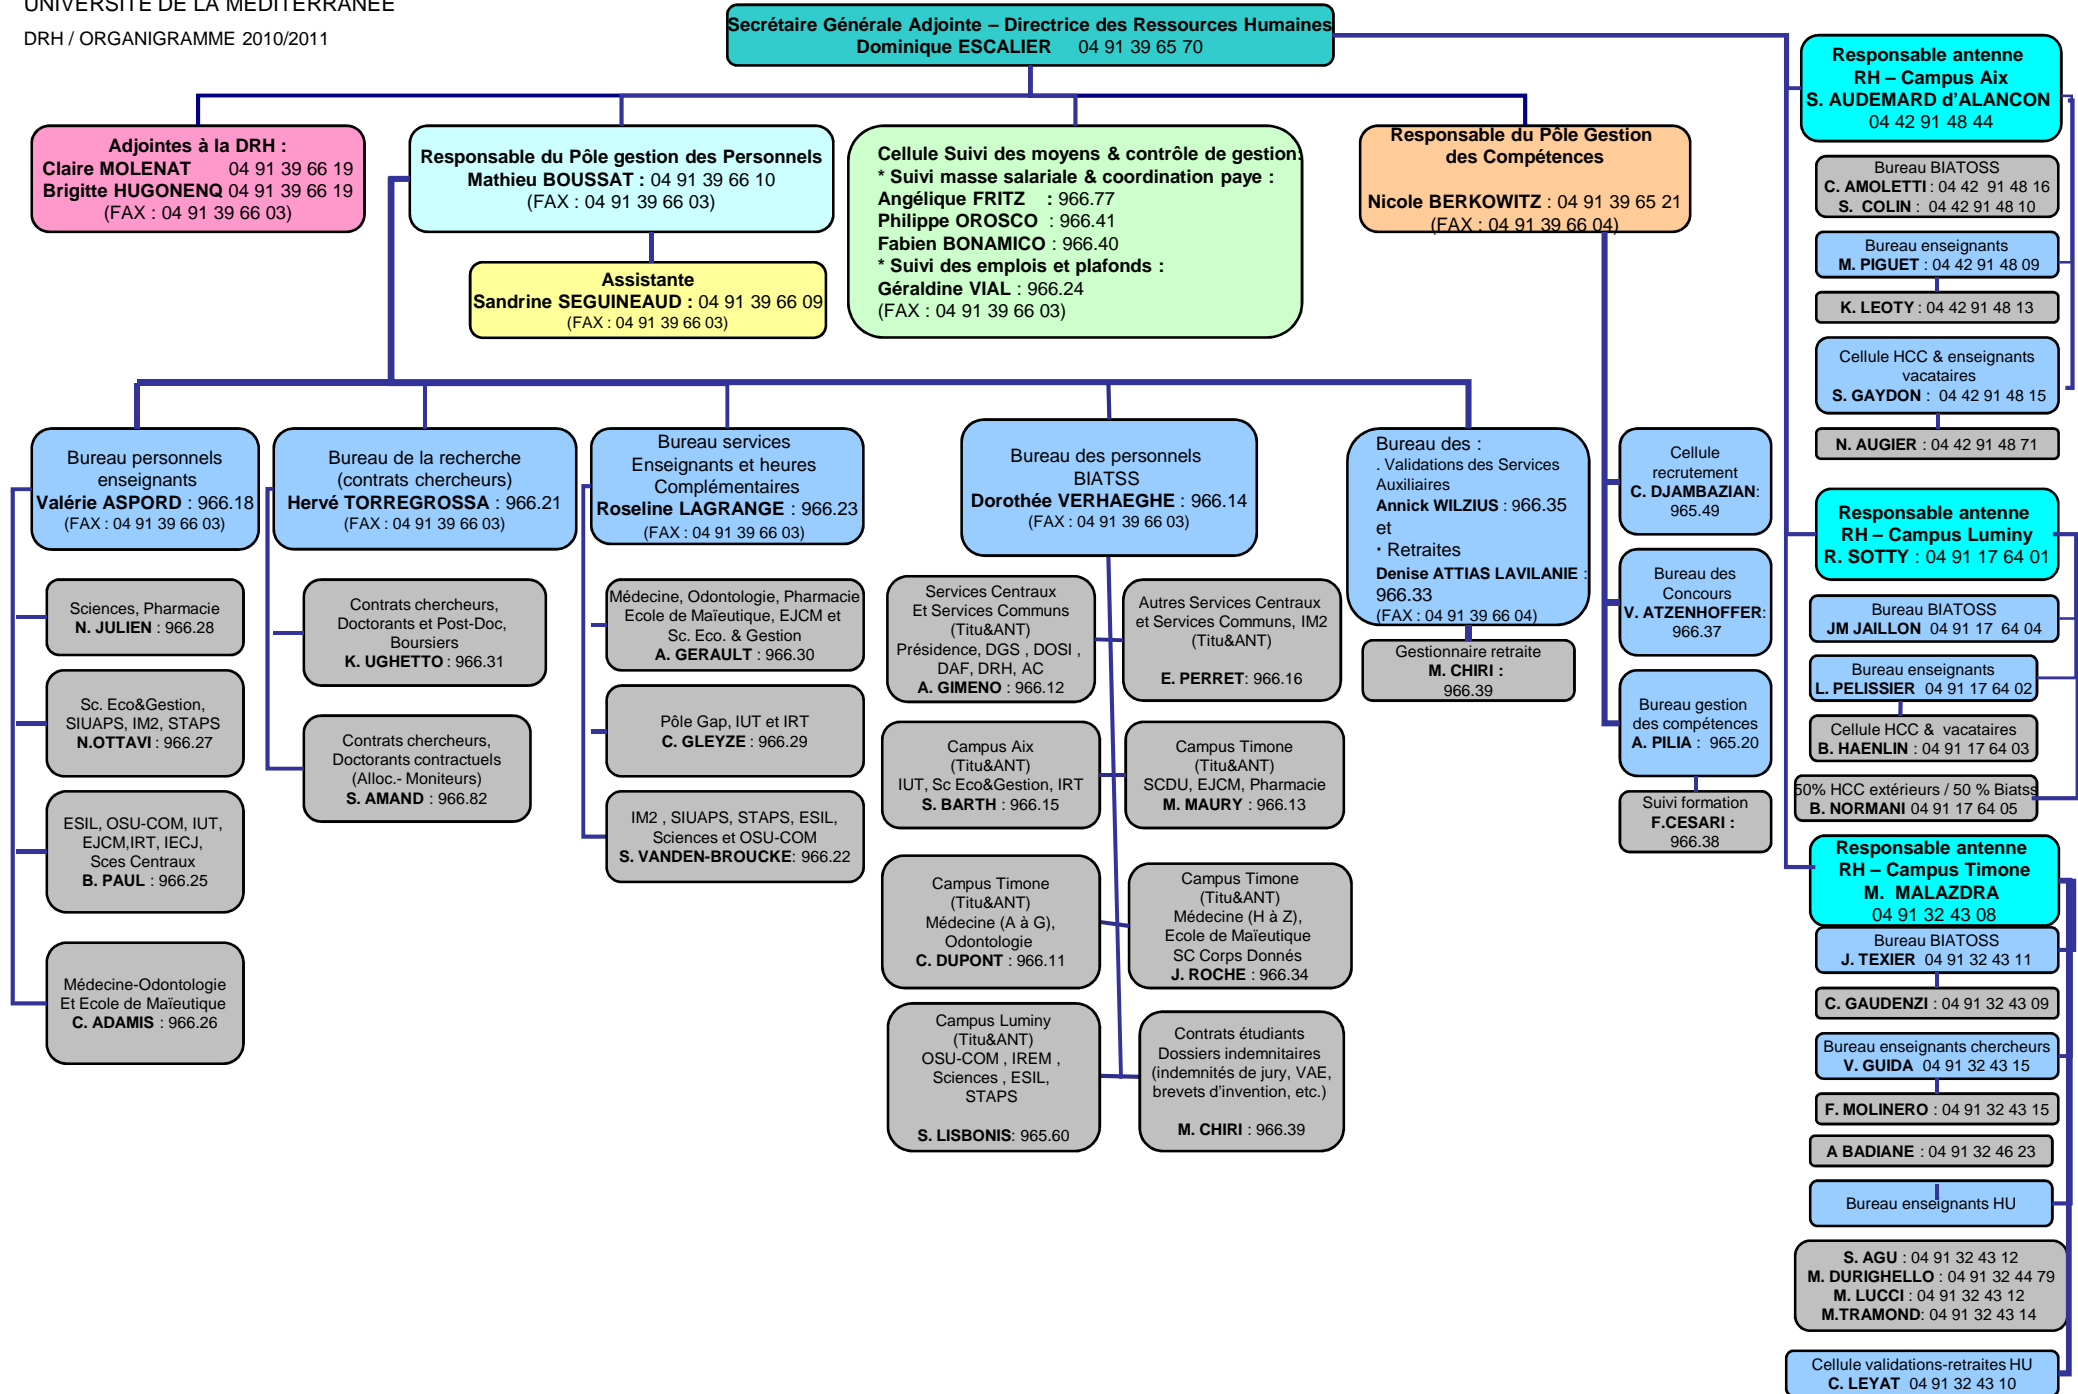 UNIVERSITE DE LA MEDITERRANEE
DRH / ORGANIGRAMME 2010/2011
Secrétaire Générale Adjointe – Directrice des Ressources Humaines
Dominique ESCALIER 04 91 39 65 70
Adjointes à la DRH :
Claire MOLENAT 04 91 39 66 19
Brigitte HUGONENQ 04 91 39 66 19
(FAX : 04 91 39 66 03)
Responsable du Pôle gestion des Personnels
Mathieu BOUSSAT : 04 91 39 66 10
(FAX : 04 91 39 66 03)
Assistante
Sandrine SEGUINEAUD : 04 91 39 66 09
(FAX : 04 91 39 66 03)
Cellule Suivi des moyens & contrôle de gestion:
* Suivi masse salariale & coordination paye :
Angélique FRITZ : 966.77
Philippe OROSCO : 966.41
Fabien BONAMICO : 966.40
* Suivi des emplois et plafonds :
Géraldine VIAL : 966.24
(FAX : 04 91 39 66 03)
Responsable du Pôle Gestion
des Compétences
Nicole BERKOWITZ : 04 91 39 65 21
(FAX : 04 91 39 66 04)
Bureau personnels
enseignants
Valérie ASPORD : 966.18
(FAX : 04 91 39 66 03)
Sciences, Pharmacie
N. JULIEN : 966.28
Sc. Eco&Gestion,
SIUAPS, IM2, STAPS
N.OTTAVI : 966.27
ESIL, OSU-COM, IUT,
EJCM,IRT, IECJ,
Sces Centraux
B. PAUL : 966.25
Médecine-Odontologie
Et Ecole de Maïeutique
C. ADAMIS : 966.26
Bureau de la recherche
(contrats chercheurs)
Hervé TORREGROSSA : 966.21
(FAX : 04 91 39 66 03)
Contrats chercheurs,
Doctorants et Post-Doc,
Boursiers
K. UGHETTO : 966.31
Contrats chercheurs,
Doctorants contractuels
(Alloc.- Moniteurs)
S. AMAND : 966.82
Bureau services
Enseignants et heures
Complémentaires
Roseline LAGRANGE : 966.23
(FAX : 04 91 39 66 03)
Médecine, Odontologie, Pharmacie
Ecole de Maïeutique, EJCM et
Sc. Eco. & Gestion
A. GERAULT : 966.30
Pôle Gap, IUT et IRT
C. GLEYZE : 966.29
IM2 , SIUAPS, STAPS, ESIL,
Sciences et OSU-COM
S. VANDEN-BROUCKE: 966.22
Bureau des personnels
BIATSS
Dorothée VERHAEGHE : 966.14
(FAX : 04 91 39 66 03)
Services Centraux
Et Services Communs
(Titu&ANT)
Présidence, DGS , DOSI ,
DAF, DRH, AC
A. GIMENO : 966.12
Autres Services Centraux
et Services Communs, IM2
(Titu&ANT)
E. PERRET: 966.16
Campus Aix
(Titu&ANT)
IUT, Sc Eco&Gestion, IRT
S. BARTH : 966.15
Campus Timone
(Titu&ANT)
SCDU, EJCM, Pharmacie
M. MAURY : 966.13
Campus Timone
(Titu&ANT)
Médecine (A à G),
Odontologie
C. DUPONT : 966.11
Campus Timone
(Titu&ANT)
Médecine (H à Z),
Ecole de Maïeutique
SC Corps Donnés
J. ROCHE : 966.34
Campus Luminy
(Titu&ANT)
OSU-COM , IREM ,
Sciences , ESIL,
STAPS
S. LISBONIS: 965.60
Contrats étudiants
Dossiers indemnitaires
(indemnités de jury, VAE,
brevets d'invention, etc.)
M. CHIRI : 966.39
Bureau des :
. Validations des Services
Auxiliaires
Annick WILZIUS : 966.35
et
· Retraites
Denise ATTIAS LAVILANIE :
966.33
(FAX : 04 91 39 66 04)
Gestionnaire retraite
M. CHIRI :
966.39
Cellule
recrutement
C. DJAMBAZIAN:
965.49
Bureau des
Concours
V. ATZENHOFFER:
966.37
Bureau gestion
des compétences
A. PILIA : 965.20
Suivi formation
F.CESARI :
966.38
Responsable antenne
RH – Campus Aix
S. AUDEMARD d'ALANCON
04 42 91 48 44
Bureau BIATOSS
C. AMOLETTI : 04 42 91 48 16
S. COLIN : 04 42 91 48 10
Bureau enseignants
M. PIGUET : 04 42 91 48 09
K. LEOTY : 04 42 91 48 13
Cellule HCC & enseignants
vacataires
S. GAYDON : 04 42 91 48 15
N. AUGIER : 04 42 91 48 71
Responsable antenne
RH – Campus Luminy
R. SOTTY : 04 91 17 64 01
Bureau BIATOSS
JM JAILLON 04 91 17 64 04
Bureau enseignants
L. PELISSIER 04 91 17 64 02
Cellule HCC & vacataires
B. HAENLIN : 04 91 17 64 03
50% HCC extérieurs / 50 % Biatss
B. NORMANI 04 91 17 64 05
Responsable antenne
RH – Campus Timone
M. MALAZDRA
04 91 32 43 08
Bureau BIATOSS
J. TEXIER 04 91 32 43 11
C. GAUDENZI : 04 91 32 43 09
Bureau enseignants chercheurs
V. GUIDA 04 91 32 43 15
F. MOLINERO : 04 91 32 43 15
A BADIANE : 04 91 32 46 23
Bureau enseignants HU
S. AGU : 04 91 32 43 12
M. DURIGHELLO : 04 91 32 44 79
M. LUCCI : 04 91 32 43 12
M.TRAMOND: 04 91 32 43 14
Cellule validations-retraites HU
C. LEYAT 04 91 32 43 10